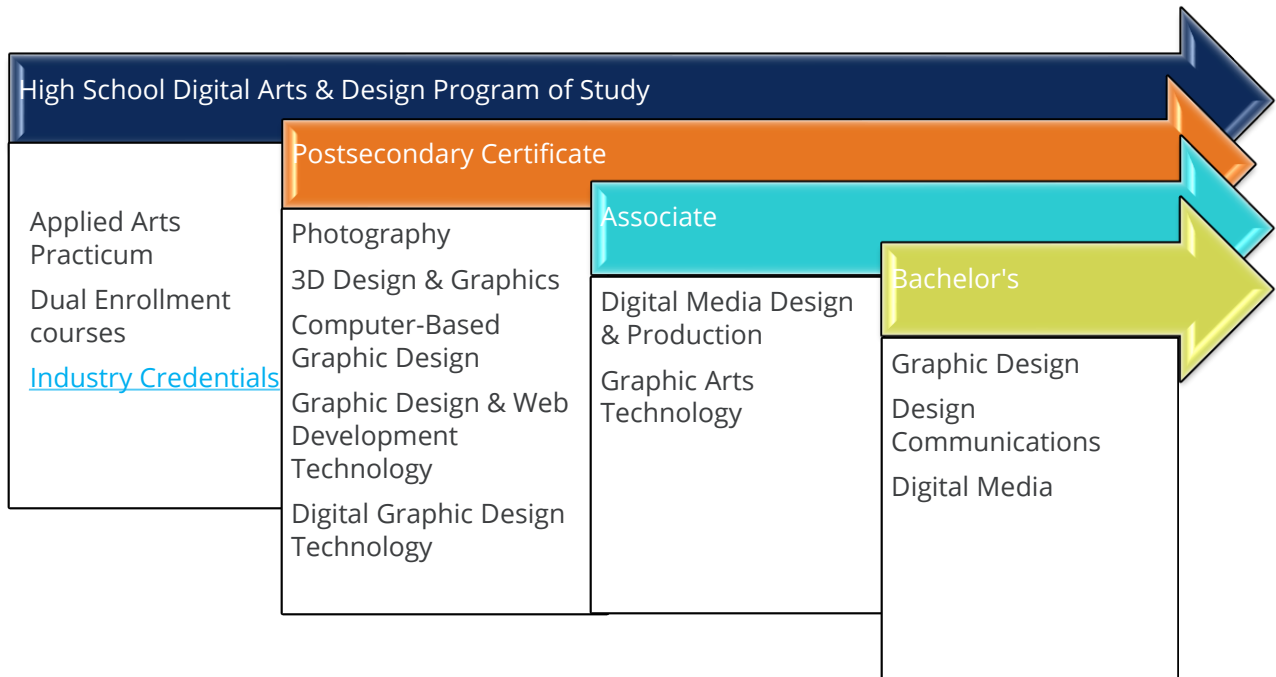 High School Digital Arts & Design Program of Study
Applied Arts
Practicum
Dual Enrollment
courses
Industry Credentials
Postsecondary Certificate
Photography
3D Design & Graphics
Computer-Based
Graphic Design
Graphic Design & Web
Development
Technology
Digital Graphic Design
Technology
Associate
Digital Media Design
& Production
Graphic Arts
Technology
Bachelor's
Graphic Design
Design
Communications
Digital Media